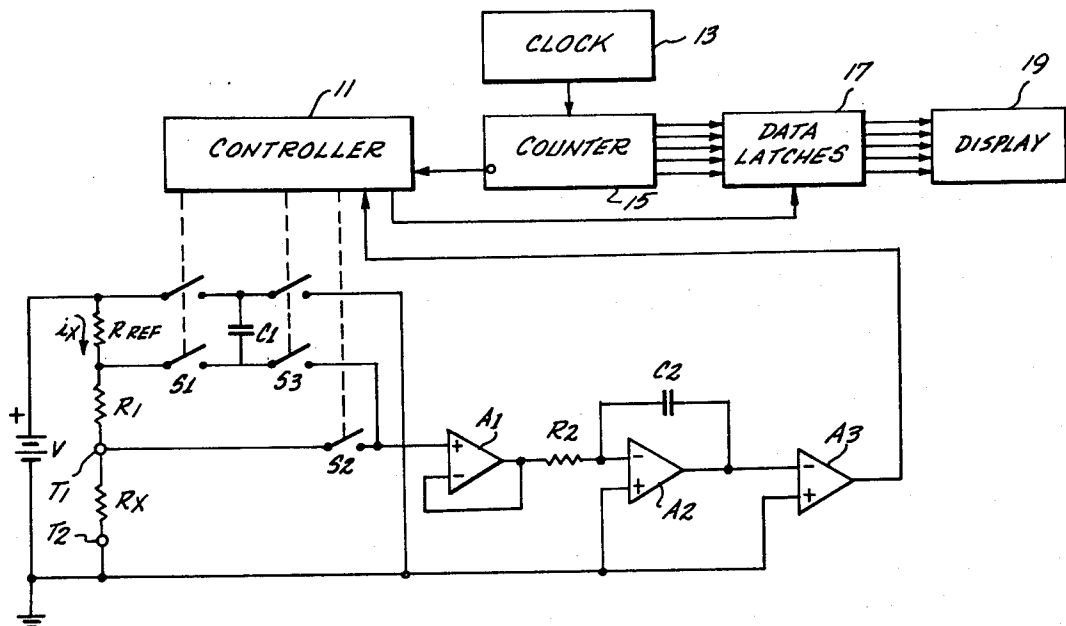 CLOCK
13
11
17
19
CONTROLLER
COUNTER
DATA
LATCHES
DISPLAY
15
ix
R REF
C1
S1
S3
R1
+
V
T1
S2
A1
+
-
R2
C2
-
+
A2
A3
-
+
RX
T2